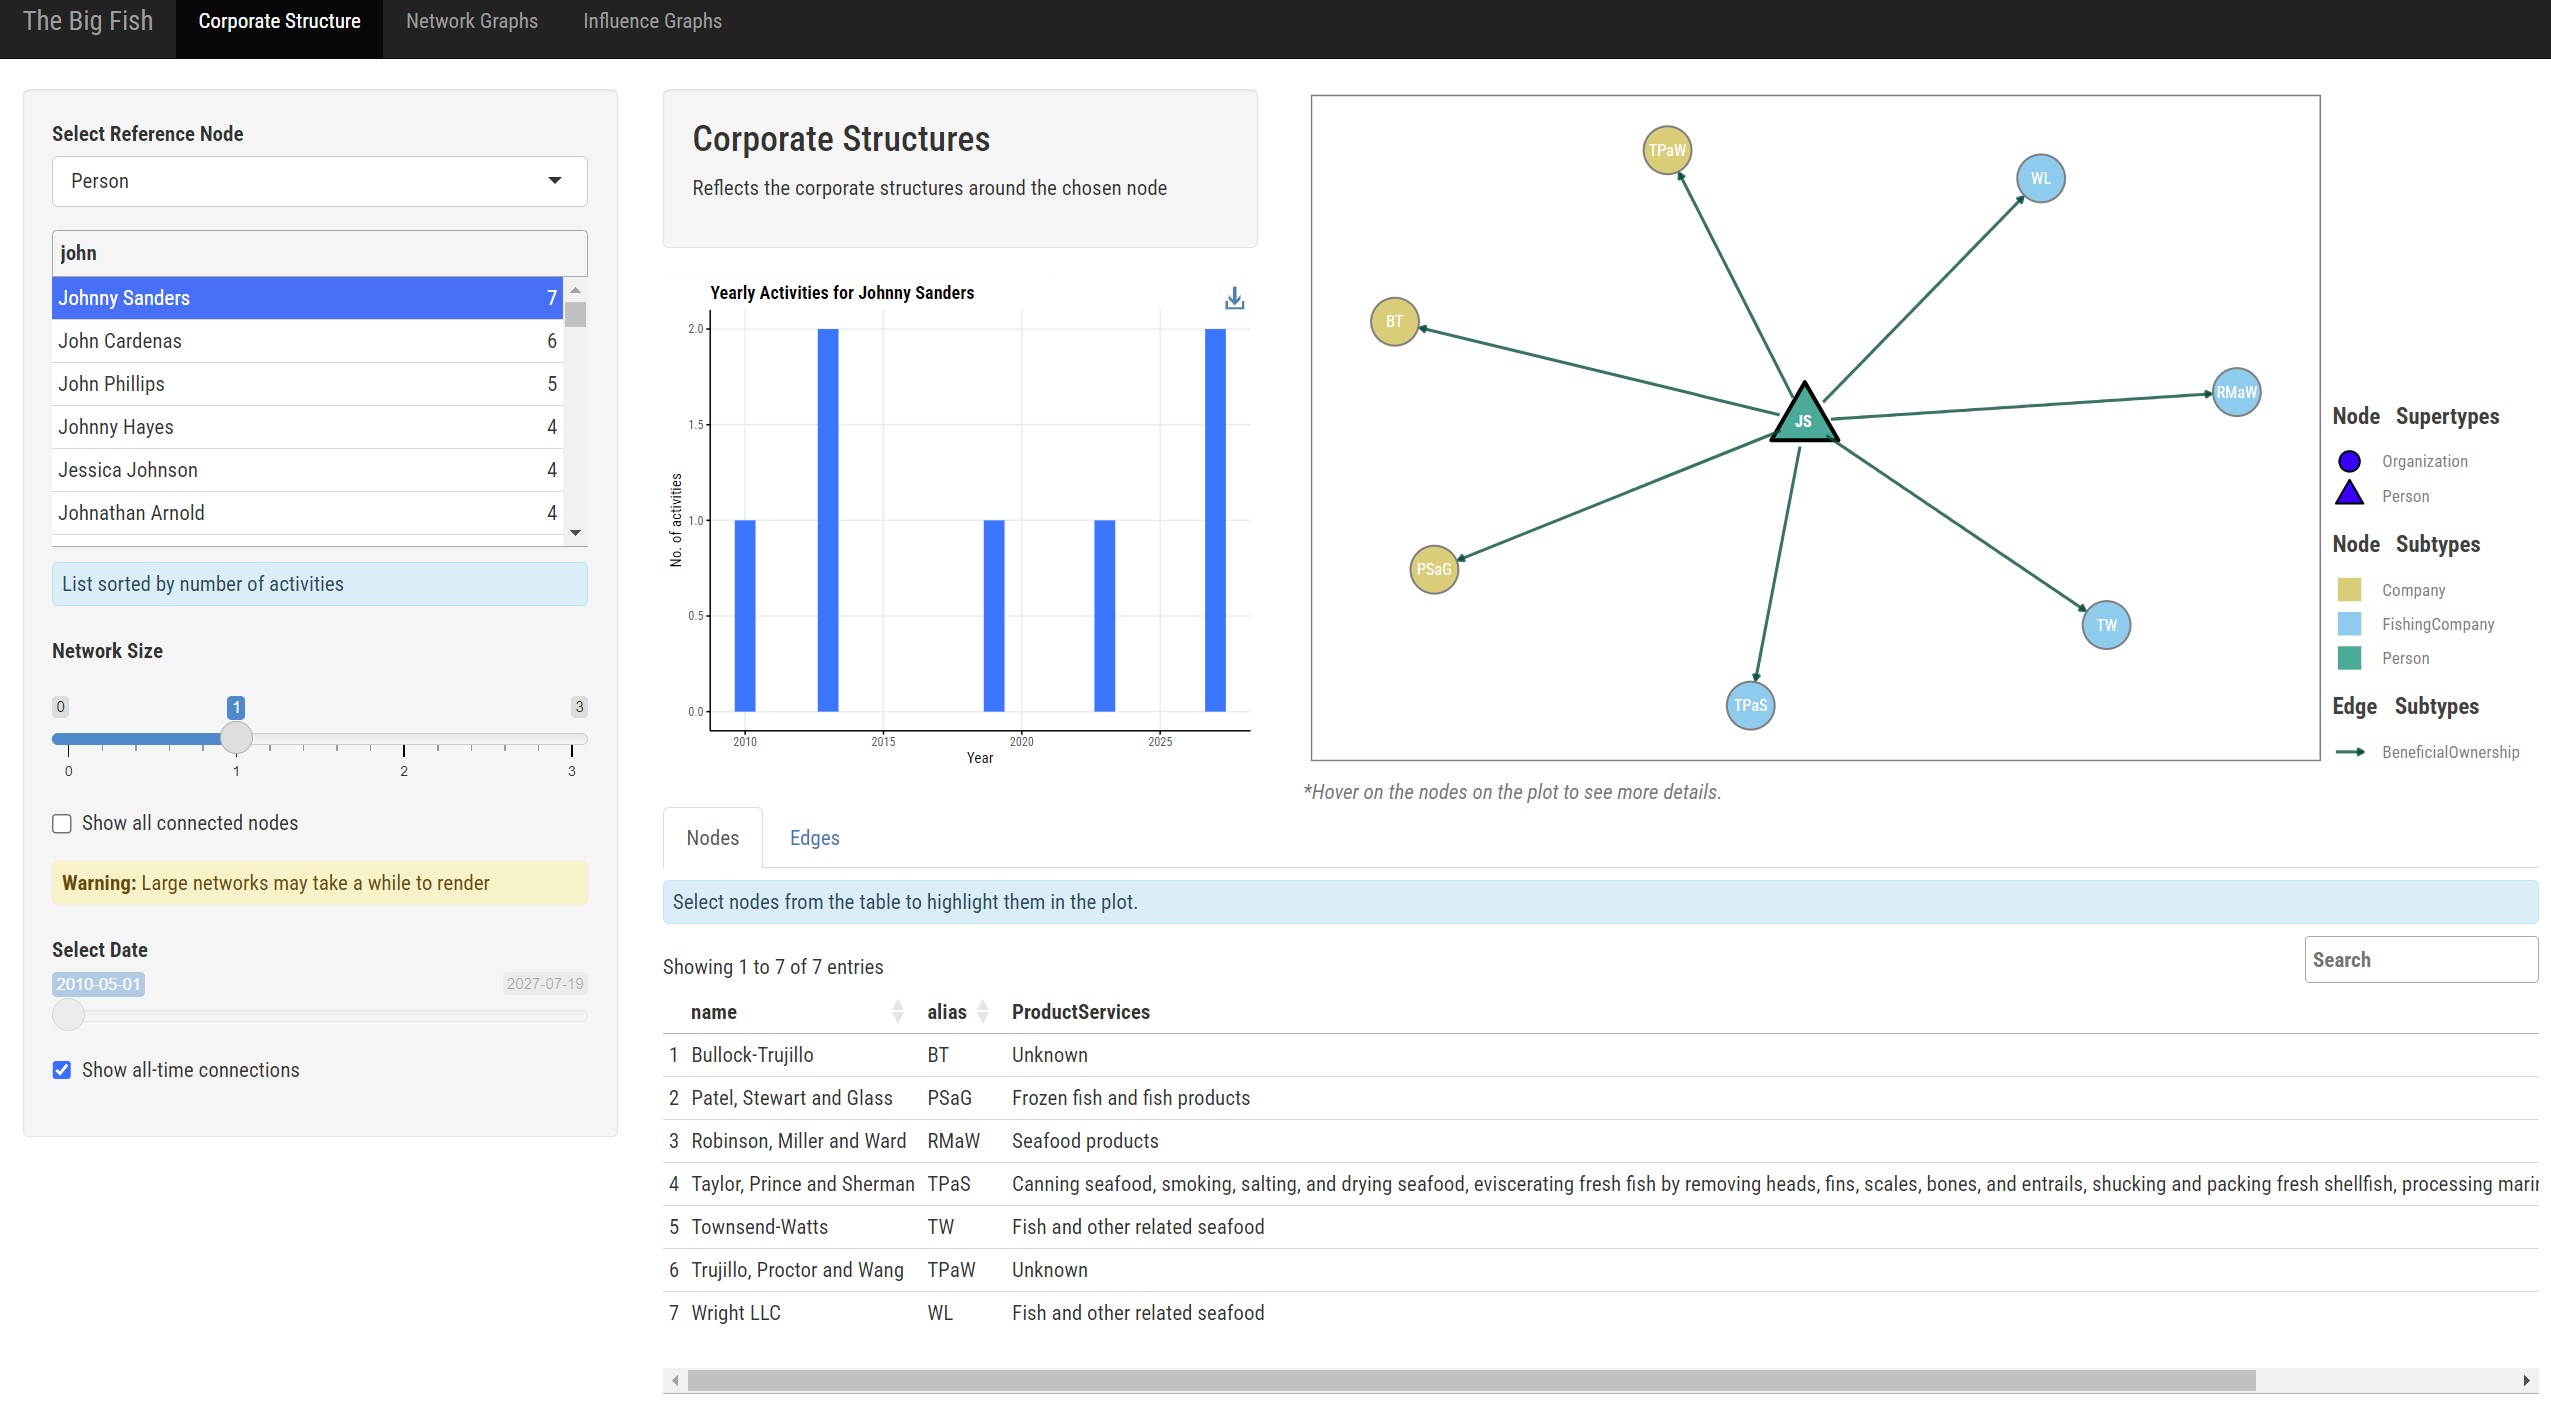 The Big Fish Corporate Structure Network Graphs Influence Graphs
Select Reference Node
Person
john
Johnny Sanders 7
John Cardenas 6
John Phillips 5
Johnny Hayes 4
Jessica Johnson 4
Johnathan Arnold 4
List sorted by number of activities
Network Size
0 1 3
0 1 2 3
Show all connected nodes
Warning: Large networks may take a while to render
Select Date
2010-05-01 2027-07-19
Show all-time connections
Corporate Structures
Reflects the corporate structures around the chosen node
Yearly Activities for Johnny Sanders
2.0
1.5
1.0
0.5
0.0
No. of activities
2010 2015 2020 2025
Year
TPaW
WL
BT
RMaW
JS
PSaG
TW
TPaS
Node Supertypes
Organization
Person
Node Subtypes
Company
FishingCompany
Person
Edge Subtypes
BeneficialOwnership
*Hover on the nodes on the plot to see more details.
Nodes Edges
Select nodes from the table to highlight them in the plot.
Showing 1 to 7 of 7 entries
Search
name alias ProductServices
1 Bullock-Trujillo BT Unknown
2 Patel, Stewart and Glass PSaG Frozen fish and fish products
3 Robinson, Miller and Ward RMaW Seafood products
4 Taylor, Prince and Sherman TPaS Canning seafood, smoking, salting, and drying seafood, eviscerating fresh fish by removing heads, fins, scales, bones, and entrails, shucking and packing fresh shellfish, processing
5 Townsend-Watts TW Fish and other related seafood
6 Trujillo, Proctor and Wang TPaW Unknown
7 Wright LLC WL Fish and other related seafood